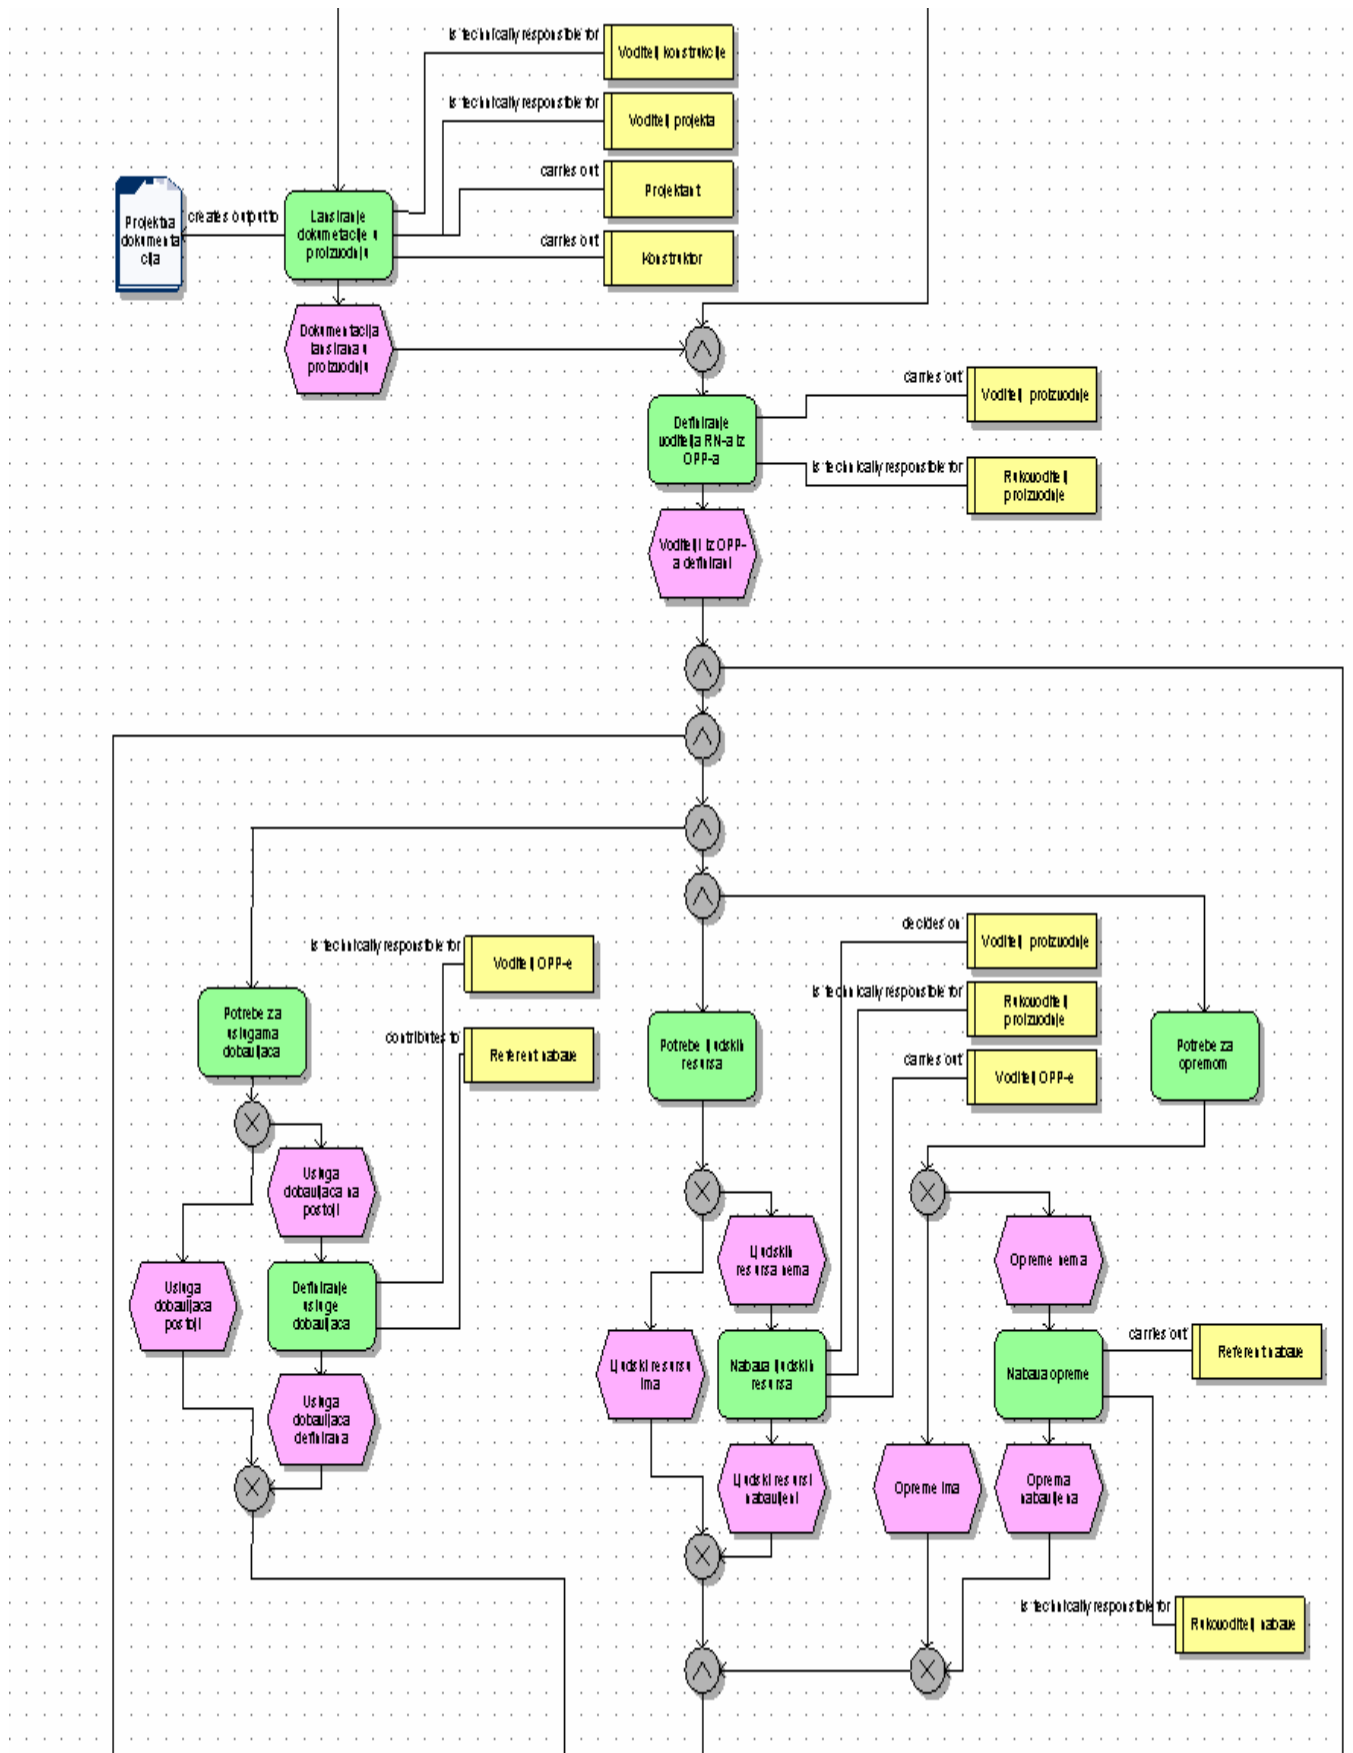 is technically responsible for
Voditelj konstrukcije
is technically responsible for
Voditelj projekta
carries out
Projektant
Projektna
dokumenta
cija
creates output to
Lansiranje
dokumetacije u
proizvodnju
carries out
Konstruktor
Dokumentacija
lansirana u
proizvodnju
carries out
Voditelj proizvodnje
Definiranje
voditelja RN-a iz
OPP-a
is technically responsible for
Rukovoditelj
proizvodnje
Voditelji iz OPP-
a definirani
decides on
Voditelj proizvodnje
is technically responsible for
Voditelj OPP-e
is technically responsible for
Rukovoditelj
proizvodnje
Potrebe za
uslugama
dobavljaca
contributes to
Referent nabave
Potrebe ljudskih
resursa
carries out
Voditelj OPP-e
Potrebe za
opremom
Usluga
dobavljaca na
postoji
Ljudskih
resursa nema
Opreme nema
Usluga
dobavljaca
postoji
Definiranje
usluge
dobavljaca
Ljudski resursu
ima
Nabava ljudskih
resursa
Nabava opreme
carries out
Referent nabave
Usluga
dobavljaca
definirana
Ljudski resursi
nabavljeni
Opreme ima
Oprema
nabavljena
is technically responsible for
Rukovoditelj nabave